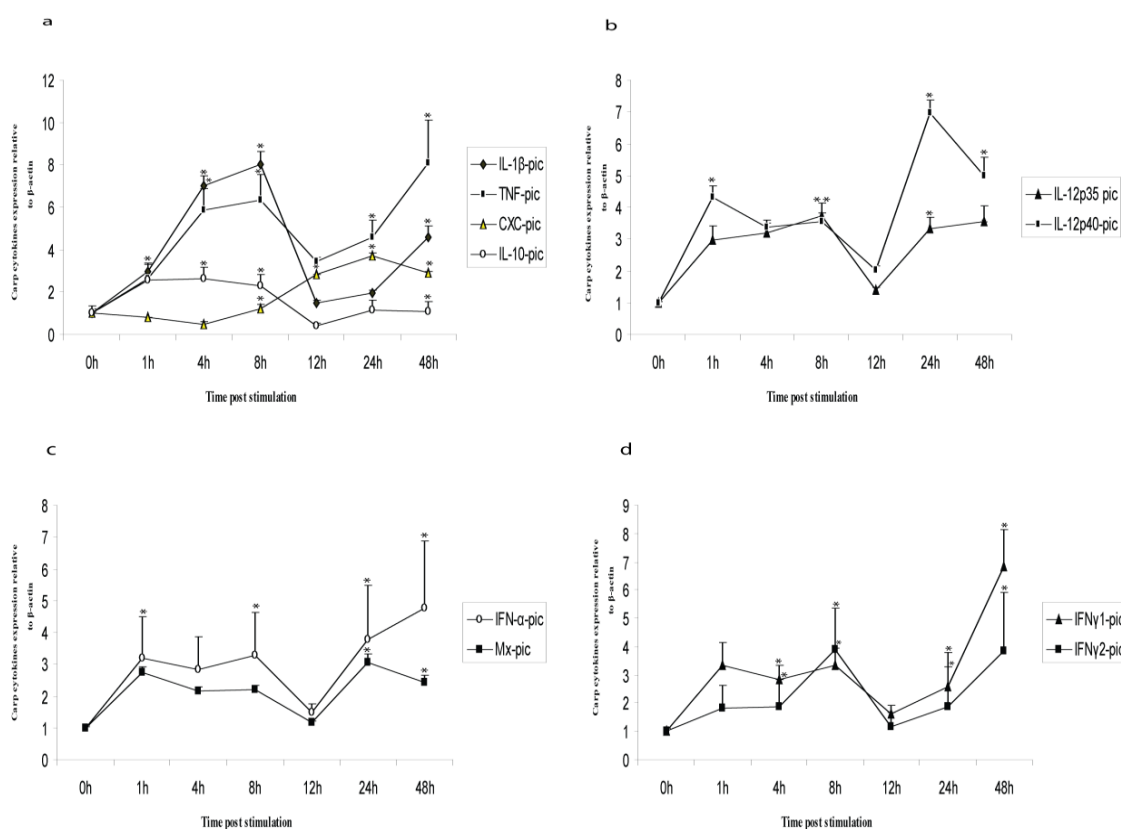 a
Carp cytokines expression relative
to β-actin
12
10
8
6
4
2
0
* * * * * * * * * * * * * * * * * *
0h 1h 4h 8h 12h 24h 48h
Time post stimulation
IL-1β-pic
TNF-pic
CXC-pic
IL-10-pic
b
Carp cytokines expression relative
to β-actin
8
7
6
5
4
3
2
1
0
* * * * * *
0h 1h 4h 8h 12h 24h 48h
Time post stimulation
IL-12p35 pic
IL-12p40-pic
c
Carp cytokines expression relative
to β-actin
8
7
6
5
4
3
2
1
0
* * * * * *
0h 1h 4h 8h 12h 24h 48h
Time post stimulation
IFN-α-pic
Mx-pic
d
Carp cytokines expression relative
to β-actin
9
8
7
6
5
4
3
2
1
0
* * * * * * * *
0h 1h 4h 8h 12h 24h 48h
Time post stimulation
IFNγ1-pic
IFNγ2-pic